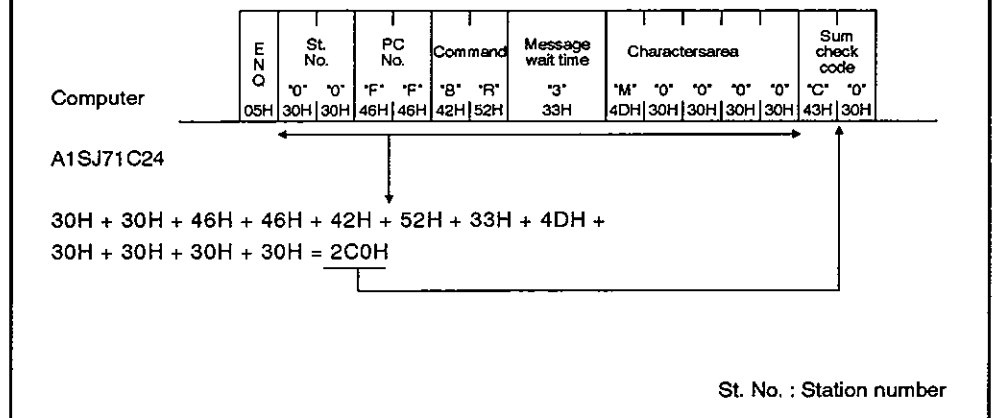 E N Q
St. No.
PC No.
Command
Message wait time
Charactersarea
Sum check code
Computer
"0" "0" "F" "F" "B" "R" "3" "M" "0" "0" "0" "0" "C" "0"
05H 30H 30H 46H 46H 42H 52H 33H 4DH 30H 30H 30H 30H 43H 30H
A1SJ71C24
30H + 30H + 46H + 46H + 42H + 52H + 33H + 4DH +
30H + 30H + 30H + 30H = 2C0H
St. No. : Station number